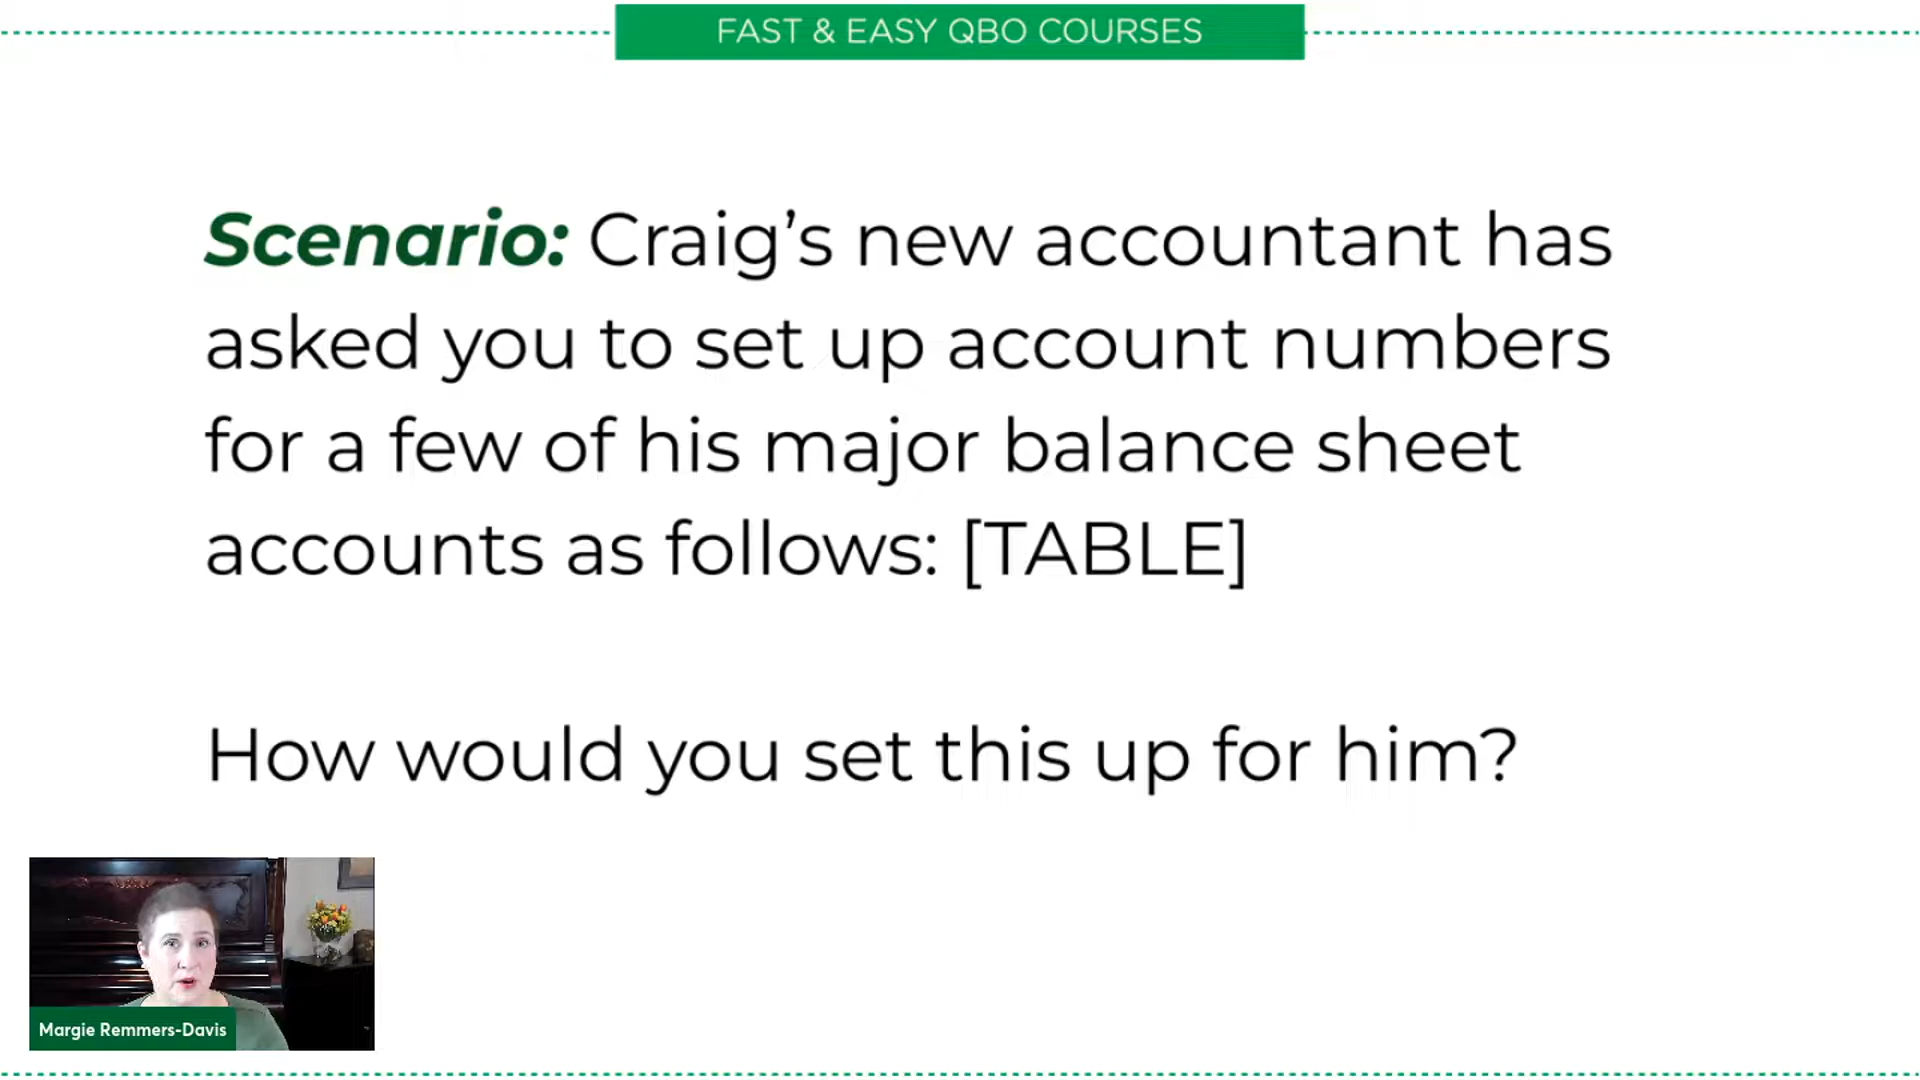 FAST & EASY QBO COURSES
Scenario: Craig’s new accountant has
asked you to set up account numbers
for a few of his major balance sheet
accounts as follows: [TABLE]
How would you set this up for him?
Margie Remmers-Davis